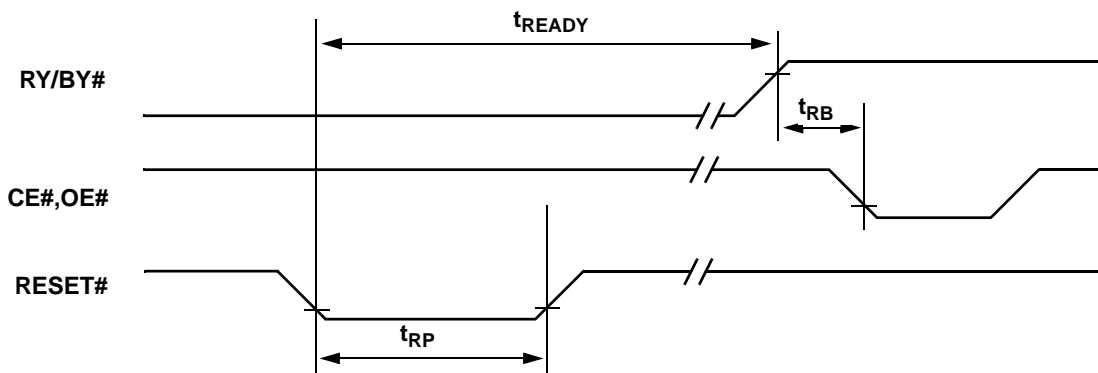 tREADY
RY/BY#
tRB
CE#,OE#
RESET#
tRP